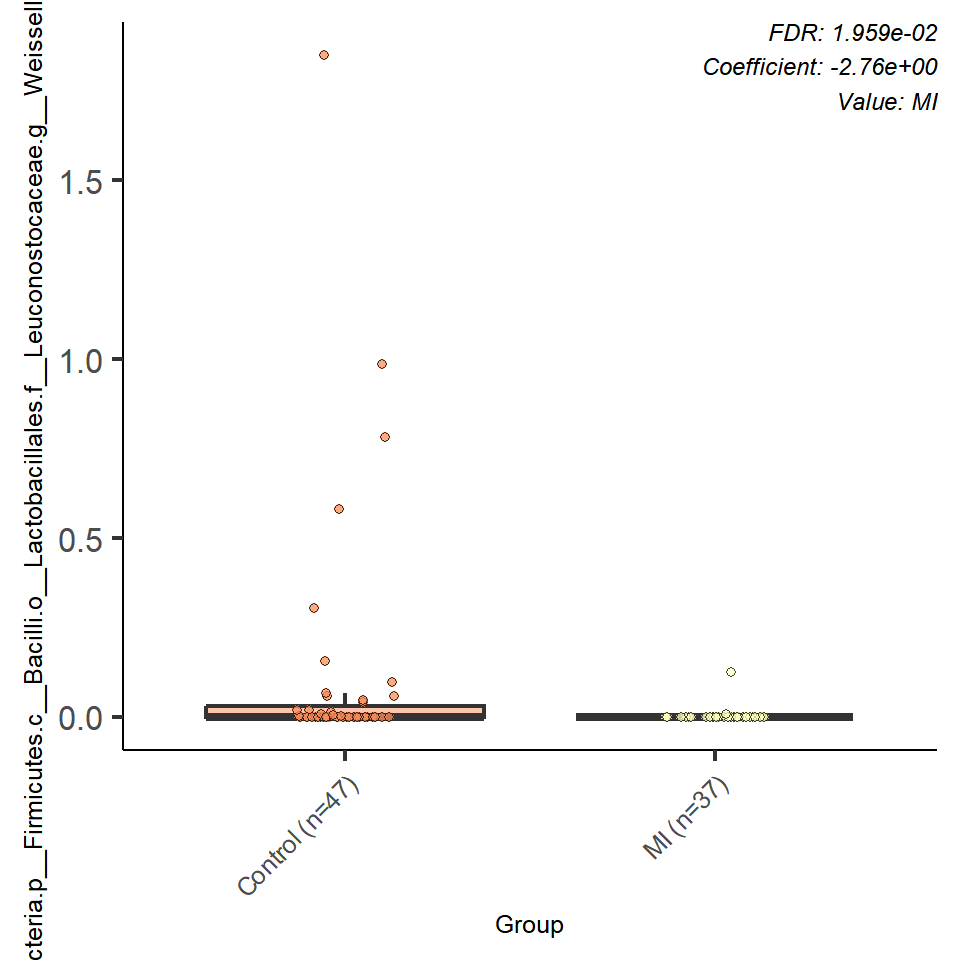 FDR: 1.959e-02
Coefficient: -2.76e+00
Value: MI
cteria.p__Firmicutes.c__Bacilli.o__Lactobacillales.f__Leuconostocaceae.g__Weissell
1.5
1.0
0.5
0.0
Control (n=47)
MI (n=37)
Group